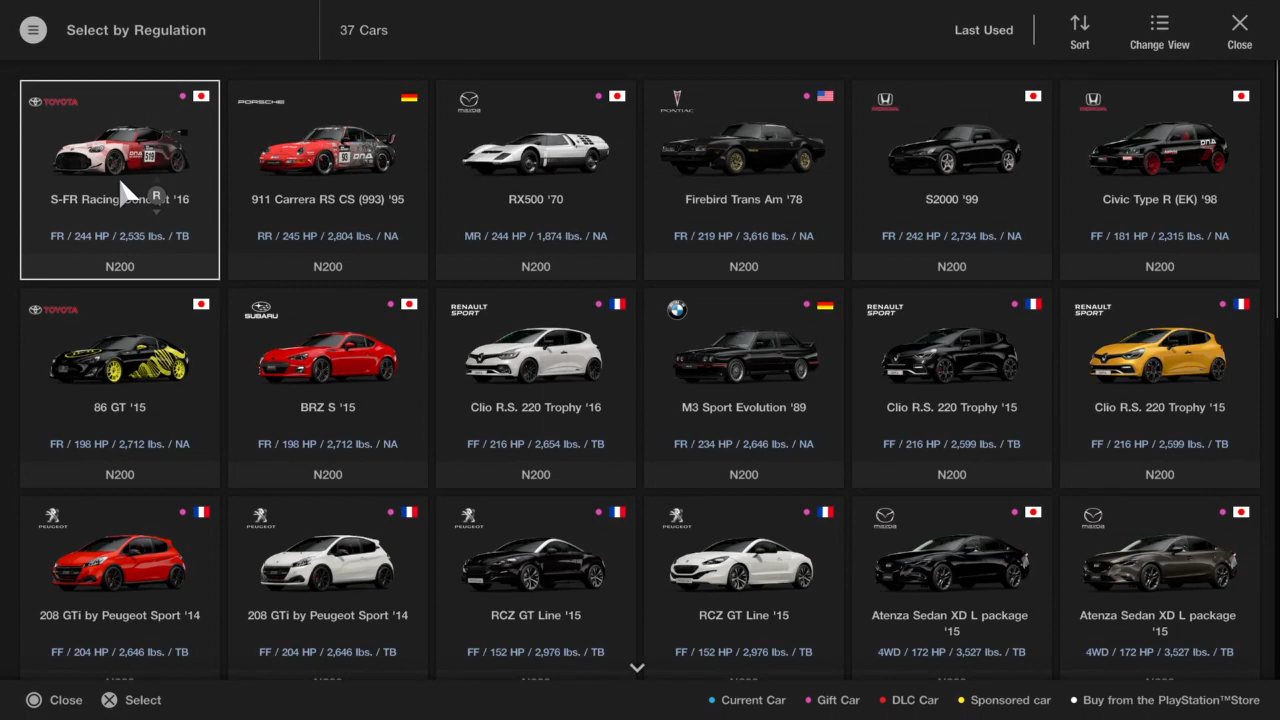 Select by Regulation
37 Cars
Last Used
Sort
Change View
Close
TOYOTA
PORSCHE
mazda
PONTIAC
HONDA
HONDA
S-FR Racing
'16
911 Carrera RS CS (993) '95
RX500 '70
Firebird Trans Am '78
S2000 '99
Civic Type R (EK) '98
R
FR / 244 HP / 2,535 lbs. / TB
RR / 245 HP / 2,804 lbs. / NA
MR / 244 HP / 1,874 lbs. / NA
FR / 219 HP / 3,616 lbs. / NA
FR / 242 HP / 2,734 lbs. / NA
FF / 181 HP / 2,315 lbs. / NA
N200
N200
N200
N200
N200
N200
TOYOTA
SUBARU
RENAULT SPORT
BMW
RENAULT SPORT
RENAULT SPORT
86 GT '15
BRZ S '15
Clio R.S. 220 Trophy '16
M3 Sport Evolution '89
Clio R.S. 220 Trophy '15
Clio R.S. 220 Trophy '15
FR / 198 HP / 2,712 lbs. / NA
FR / 198 HP / 2,712 lbs. / NA
FF / 216 HP / 2,654 lbs. / TB
FR / 234 HP / 2,646 lbs. / NA
FF / 216 HP / 2,599 lbs. / TB
FF / 216 HP / 2,599 lbs. / TB
N200
N200
N200
N200
N200
N200
PEUGEOT
PEUGEOT
PEUGEOT
PEUGEOT
mazda
mazda
208 GTi by Peugeot Sport '14
208 GTi by Peugeot Sport '14
RCZ GT Line '15
RCZ GT Line '15
Atenza Sedan XD L package '15
Atenza Sedan XD L package '15
FF / 204 HP / 2,646 lbs. / TB
FF / 204 HP / 2,646 lbs. / TB
FF / 152 HP / 2,976 lbs. / TB
FF / 152 HP / 2,976 lbs. / TB
4WD / 172 HP / 3,527 lbs. / TB
4WD / 172 HP / 3,527 lbs. / TB
Close
Select
Current Car
Gift Car
DLC Car
Sponsored car
Buy from the PlayStation™Store